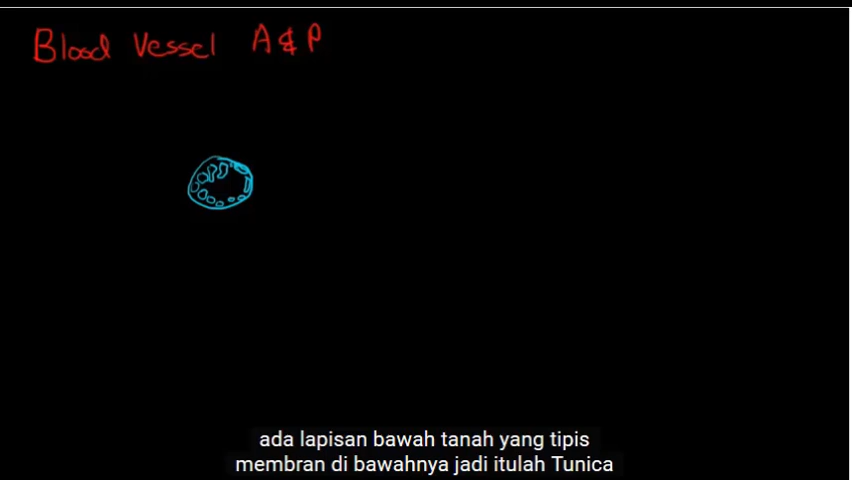 Blood Vessel A & P
ada lapisan bawah tanah yang tipis
membran di bawahnya jadi itulah Tunica